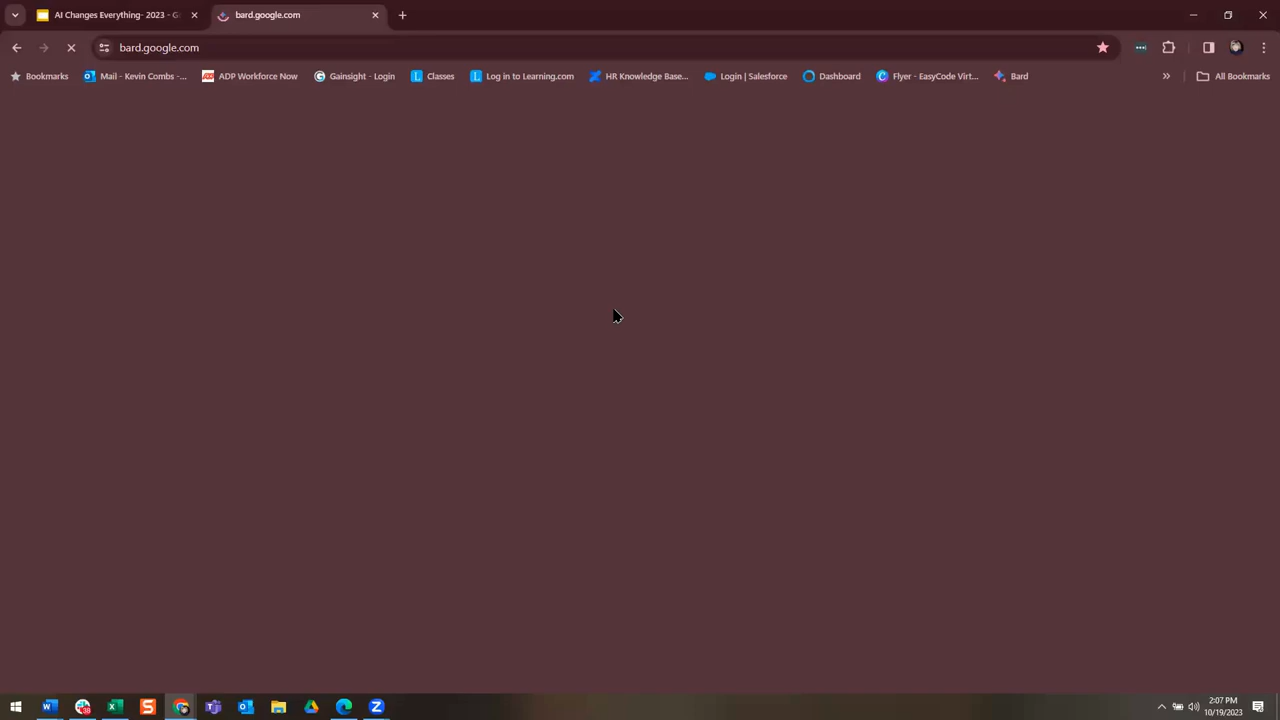 AI Changes Everything- 2023 - G
bard.google.com
bard.google.com
Bookmarks
Mail - Kevin Combs -...
ADP Workforce Now
Gainsight - Login
Classes
Log in to Learning.com
HR Knowledge Base...
Login | Salesforce
Dashboard
Flyer - EasyCode Virt...
Bard
All Bookmarks
2:07 PM
10/19/2023